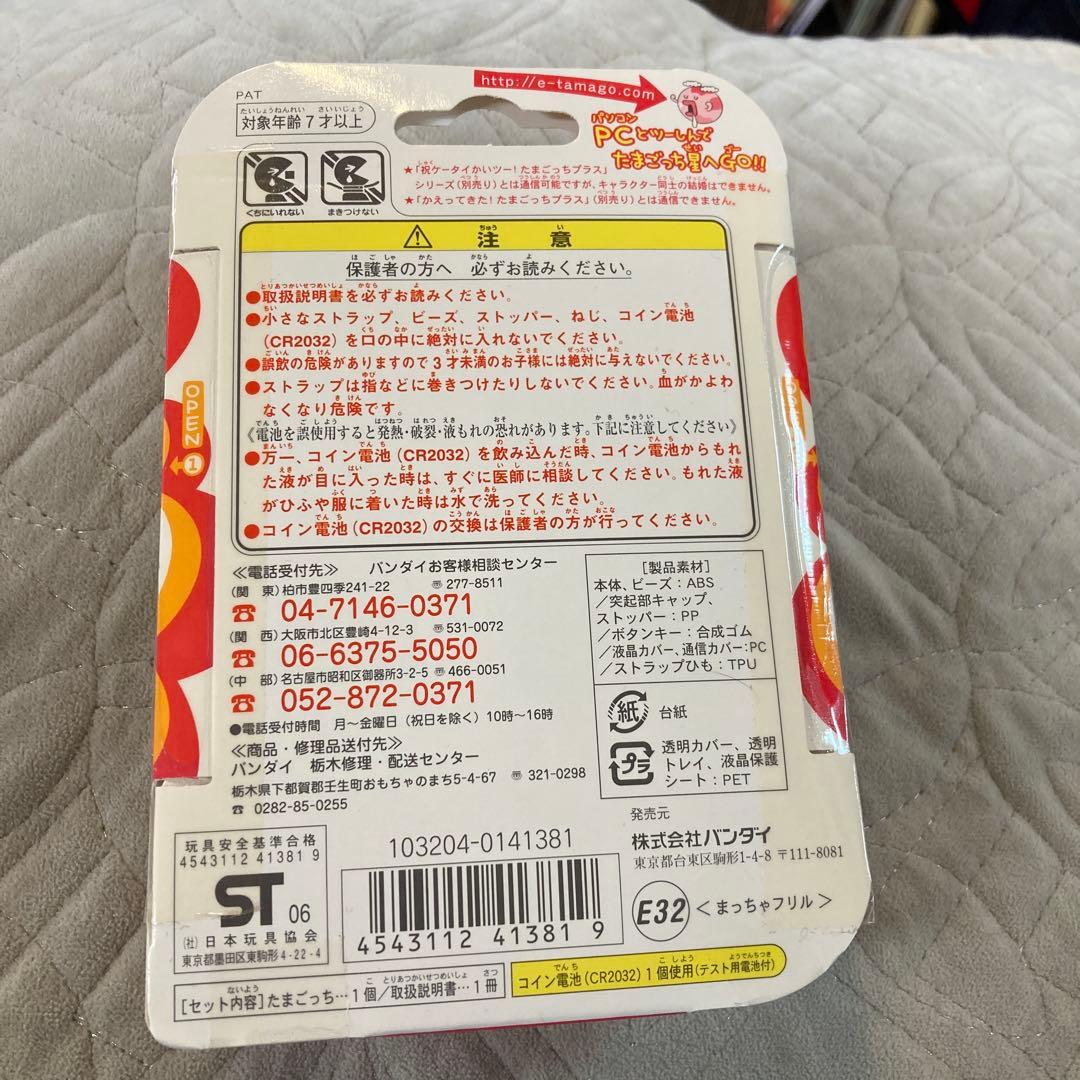 PAT
対象年齢7才以上
たいしょうねんれい さいいじょう
http://e-tamago.com
パソコン
PCとツーしんで
たまごっち星へGO!!
せい ゴー
くちにいれない
まきつけない
★「祝ケータイかいツー!たまごっちプラス」
シリーズ(別売り)とは通信可能ですが、キャラクター同士の結婚はできません。
★「かえってきた!たまごっちプラス」(別売り)とは通信できません。
注意
ちゅう い
保護者の方へ 必ずお読みください。
●取扱説明書を必ずお読みください。
●小さなストラップ、ビーズ、ストッパー、ねじ、コイン電池
(CR2032)を口の中に絶対に入れないでください。
●誤飲の危険がありますので3才未満のお子様には絶対に与えないでください。
●ストラップは指などに巻きつけたりしないでください。血がかよわ
なくなり危険です。
《電池を誤使用すると発熱・破裂・液もれの恐れがあります。下記に注意してください》
●万一、コイン電池(CR2032)を飲み込んだ時、コイン電池からもれ
た液が目に入った時は、すぐに医師に相談してください。もれた液
がひふや服に着いた時は水で洗ってください。
●コイン電池(CR2032)の交換は保護者の方が行ってください。
OPEN
1
≪電話受付先≫ バンダイお客様相談センター
(関 東)柏市豊四季241-22 〠277-8511
☎ 04-7146-0371
(関 西)大阪市北区豊崎4-12-3 〠531-0072
☎ 06-6375-5050
(中 部)名古屋市昭和区御器所3-2-5 〠466-0051
☎ 052-872-0371
●電話受付時間 月〜金曜日(祝日を除く)10時〜16時
≪商品・修理品送付先≫
バンダイ 栃木修理・配送センター
栃木県下都賀郡壬生町おもちゃのまち5-4-67 〠321-0298
☎ 0282-85-0255
[製品素材]
本体、ビーズ:ABS
/突起部キャップ、
ストッパー:PP
/ボタンキー:合成ゴム
/液晶カバー、通信カバー:PC
/ストラップひも:TPU
紙 台紙
プラ 透明カバー、透明
トレイ、液晶保護
シート:PET
発売元
株式会社バンダイ
東京都台東区駒形1-4-8 〒111-8081
玩具安全基準合格
4543112 41381 9
ST 06
(社)日本玩具協会
東京都墨田区東駒形4-22-4
103204-0141381
4543112 41381 9
E32 <まっちゃフリル>
[セット内容]たまごっち…1個/取扱説明書…1冊
コイン電池(CR2032)1個使用(テスト用電池付)